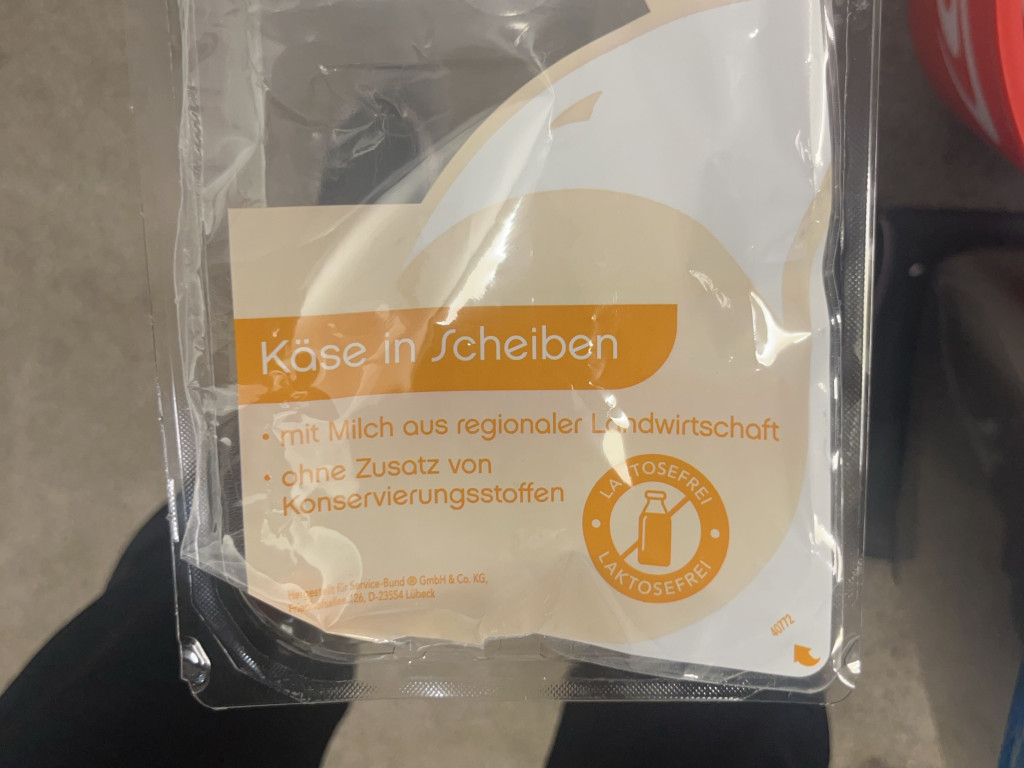 Käse in Scheiben
• mit Milch aus regionaler Landwirtschaft
• ohne Zusatz von
Konservierungsstoffen
LAKTOSEFREI
LAKTOSEFREI
Hergestellt für Service-Bund ® GmbH & Co. KG,
126, D-23554 Lübeck
40772